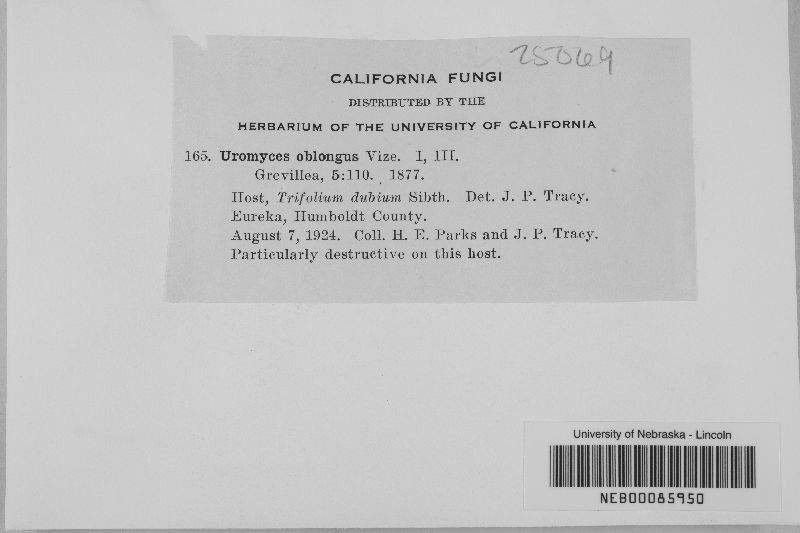 25069
CALIFORNIA FUNGI
DISTRIBUTED BY THE
HERBARIUM OF THE UNIVERSITY OF CALIFORNIA
165. Uromyces oblongus Vize. I, III.
Grevillea, 5:110. 1877.
Host, Trifolium dubium Sibth. Det. J. P. Tracy.
Eureka, Humboldt County.
August 7, 1924. Coll. H. E. Parks and J. P. Tracy.
Particularly destructive on this host.
University of Nebraska - Lincoln
NEB00085950